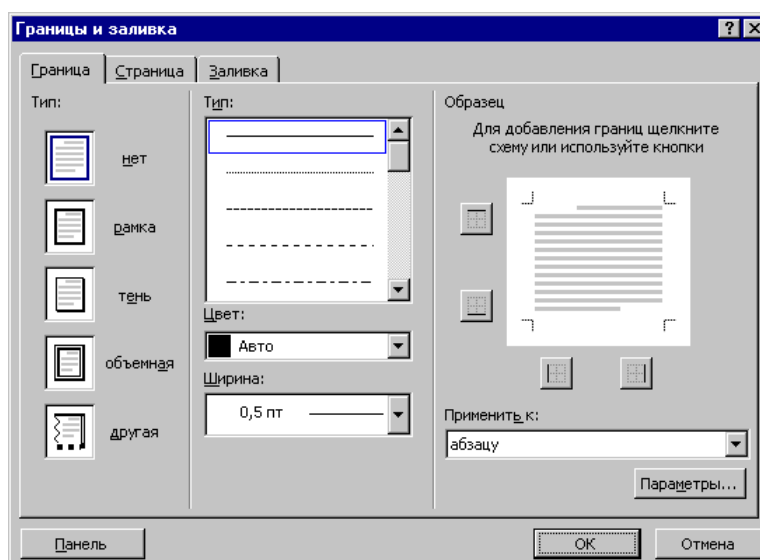 Границы и заливка
Граница Страница Заливка
Тип:
нет
рамка
тень
объемная
другая
Тип:
Цвет:
Авто
Ширина:
0,5 пт
Образец
Для добавления границ щелкните
схему или используйте кнопки
Применить к:
абзацу
Параметры...
Панель
ОК
Отмена